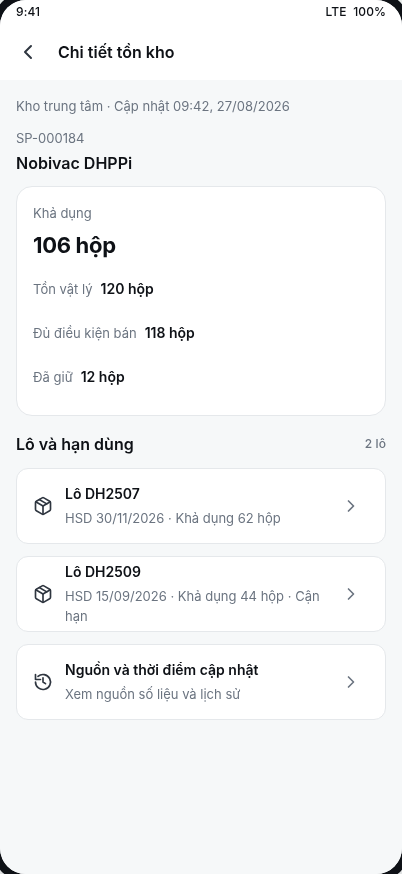 9:41
LTE 100%
Chi tiết tồn kho
Kho trung tâm · Cập nhật 09:42, 27/08/2026
SP-000184
Nobivac DHPPi
Khả dụng
106 hộp
Tồn vật lý 120 hộp
Đủ điều kiện bán 118 hộp
Đã giữ 12 hộp
Lô và hạn dùng
2 lô
Lô DH2507
HSD 30/11/2026 · Khả dụng 62 hộp
Lô DH2509
HSD 15/09/2026 · Khả dụng 44 hộp · Cận
hạn
Nguồn và thời điểm cập nhật
Xem nguồn số liệu và lịch sử